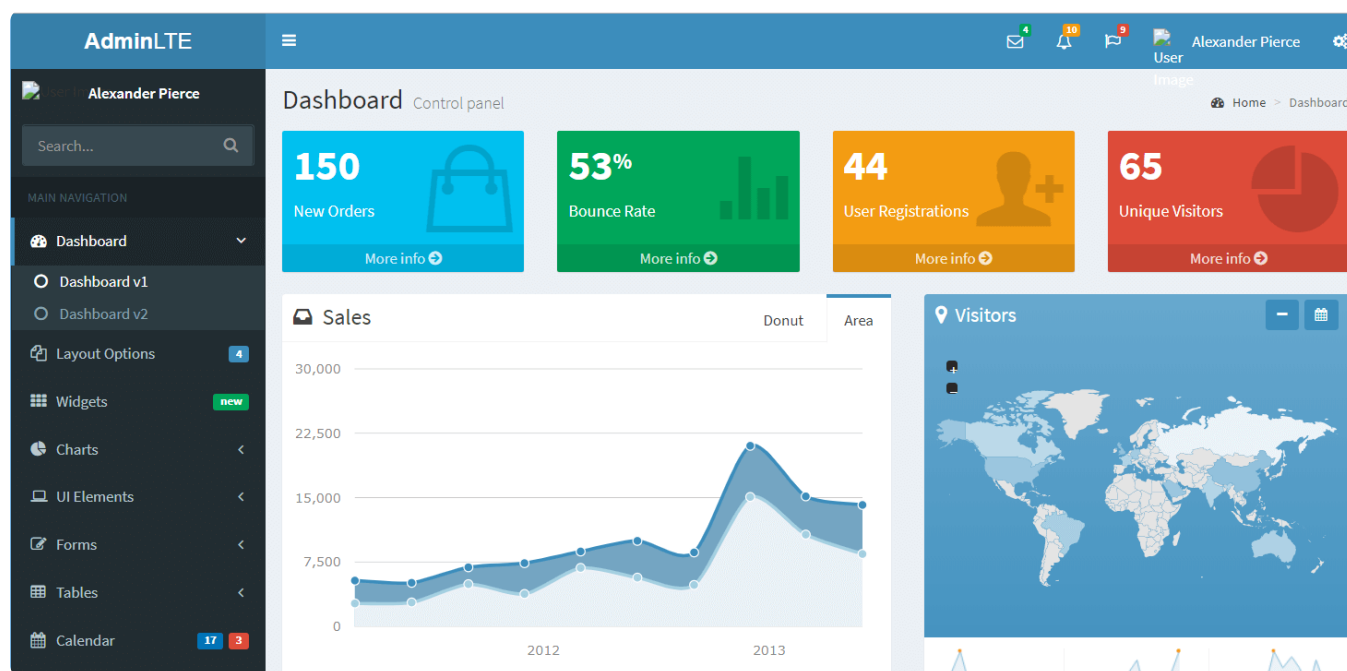 AdminLTE
4
10
9
User Image
Alexander Pierce
Alexander Pierce
Search...
MAIN NAVIGATION
Dashboard
Dashboard v1
Dashboard v2
Layout Options 4
Widgets new
Charts
UI Elements
Forms
Tables
Calendar 17 3
Dashboard Control panel
Home > Dashboard
150
New Orders
More info
53%
Bounce Rate
More info
44
User Registrations
More info
65
Unique Visitors
More info
Sales
Donut
Area
30,000
22,500
15,000
7,500
0
2012
2013
Visitors
+
−